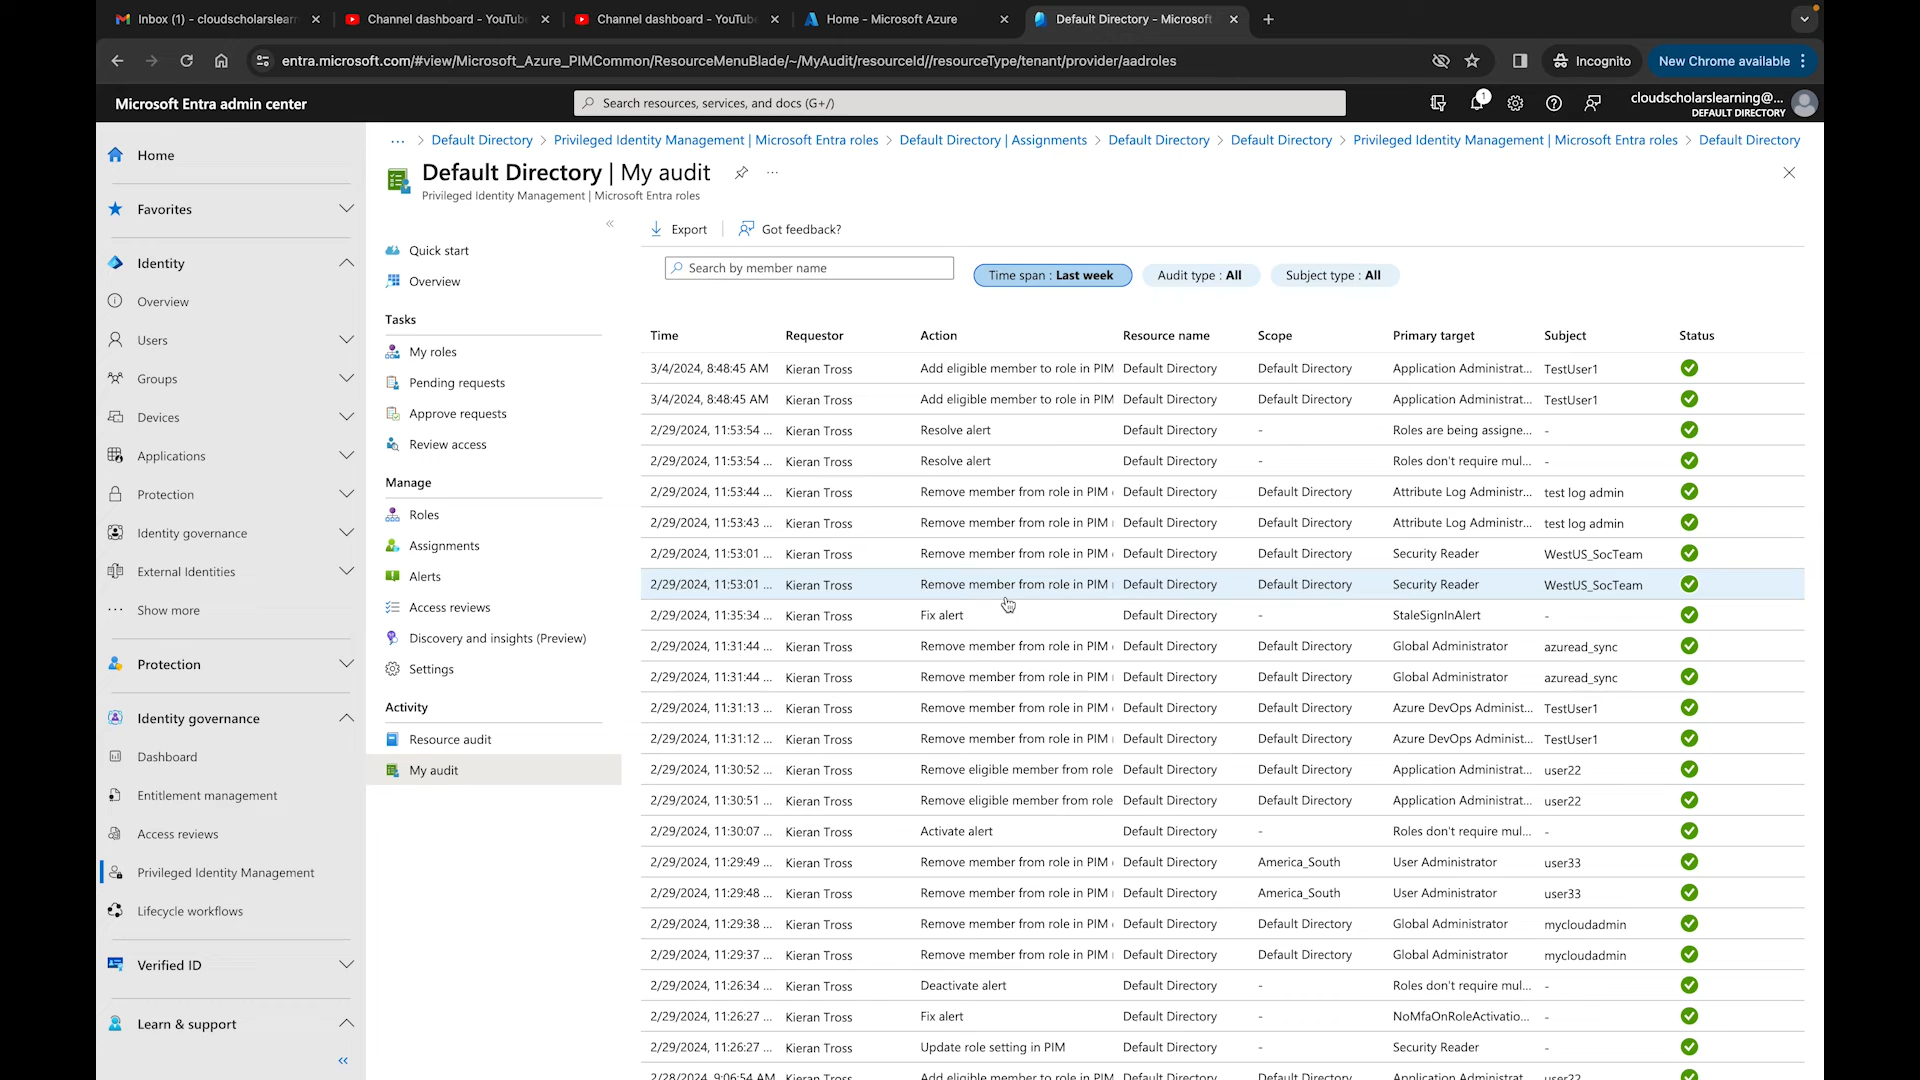 Inbox (1) - cloudscholarslearn
Channel dashboard - YouTube
Channel dashboard - YouTube
Home - Microsoft Azure
Default Directory - Microsoft
entra.microsoft.com/#view/Microsoft_Azure_PIMCommon/ResourceMenuBlade/~/MyAudit/resourceId//resourceType/tenant/provider/aadroles
Incognito
New Chrome available
Microsoft Entra admin center
Search resources, services, and docs (G+/)
1
cloudscholarslearning@...
DEFAULT DIRECTORY
Home
Favorites
Identity
Overview
Users
Groups
Devices
Applications
Protection
Identity governance
External Identities
Show more
Protection
Identity governance
Dashboard
Entitlement management
Access reviews
Privileged Identity Management
Lifecycle workflows
Verified ID
Learn & support
... > Default Directory > Privileged Identity Management | Microsoft Entra roles > Default Directory | Assignments > Default Directory > Default Directory > Privileged Identity Management | Microsoft Entra roles > Default Directory
Default Directory | My audit
Privileged Identity Management | Microsoft Entra roles
Quick start
Overview
Tasks
My roles
Pending requests
Approve requests
Review access
Manage
Roles
Assignments
Alerts
Access reviews
Discovery and insights (Preview)
Settings
Activity
Resource audit
My audit
Export
Got feedback?
Search by member name
Time span : Last week
Audit type : All
Subject type : All
Time Requestor Action Resource name Scope Primary target Subject Status
3/4/2024, 8:48:45 AM Kieran Tross Add eligible member to role in PIM Default Directory Default Directory Application Administrat... TestUser1
3/4/2024, 8:48:45 AM Kieran Tross Add eligible member to role in PIM Default Directory Default Directory Application Administrat... TestUser1
2/29/2024, 11:53:54 ... Kieran Tross Resolve alert Default Directory - Roles are being assigne... -
2/29/2024, 11:53:54 ... Kieran Tross Resolve alert Default Directory - Roles don't require mul... -
2/29/2024, 11:53:44 ... Kieran Tross Remove member from role in PIM Default Directory Default Directory Attribute Log Administr... test log admin
2/29/2024, 11:53:43 ... Kieran Tross Remove member from role in PIM Default Directory Default Directory Attribute Log Administr... test log admin
2/29/2024, 11:53:01 ... Kieran Tross Remove member from role in PIM Default Directory Default Directory Security Reader WestUS_SocTeam
2/29/2024, 11:53:01 ... Kieran Tross Remove member from role in PIM Default Directory Default Directory Security Reader WestUS_SocTeam
2/29/2024, 11:35:34 ... Kieran Tross Fix alert Default Directory - StaleSignInAlert -
2/29/2024, 11:31:44 ... Kieran Tross Remove member from role in PIM Default Directory Default Directory Global Administrator azuread_sync
2/29/2024, 11:31:44 ... Kieran Tross Remove member from role in PIM Default Directory Default Directory Global Administrator azuread_sync
2/29/2024, 11:31:13 ... Kieran Tross Remove member from role in PIM Default Directory Default Directory Azure DevOps Administ... TestUser1
2/29/2024, 11:31:12 ... Kieran Tross Remove member from role in PIM Default Directory Default Directory Azure DevOps Administ... TestUser1
2/29/2024, 11:30:52 ... Kieran Tross Remove eligible member from role Default Directory Default Directory Application Administrat... user22
2/29/2024, 11:30:51 ... Kieran Tross Remove eligible member from role Default Directory Default Directory Application Administrat... user22
2/29/2024, 11:30:07 ... Kieran Tross Activate alert Default Directory - Roles don't require mul... -
2/29/2024, 11:29:49 ... Kieran Tross Remove member from role in PIM Default Directory America_South User Administrator user33
2/29/2024, 11:29:48 ... Kieran Tross Remove member from role in PIM Default Directory America_South User Administrator user33
2/29/2024, 11:29:38 ... Kieran Tross Remove member from role in PIM Default Directory Default Directory Global Administrator mycloudadmin
2/29/2024, 11:29:37 ... Kieran Tross Remove member from role in PIM Default Directory Default Directory Global Administrator mycloudadmin
2/29/2024, 11:26:34 ... Kieran Tross Deactivate alert Default Directory - Roles don't require mul... -
2/29/2024, 11:26:27 ... Kieran Tross Fix alert Default Directory - NoMfaOnRoleActivatio... -
2/29/2024, 11:26:27 ... Kieran Tross Update role setting in PIM Default Directory - Security Reader -
2/28/2024, 9:06:54 AM Kieran Tross Add eligible member to role in PIM Default Directory Default Directory Application Administrat... user22